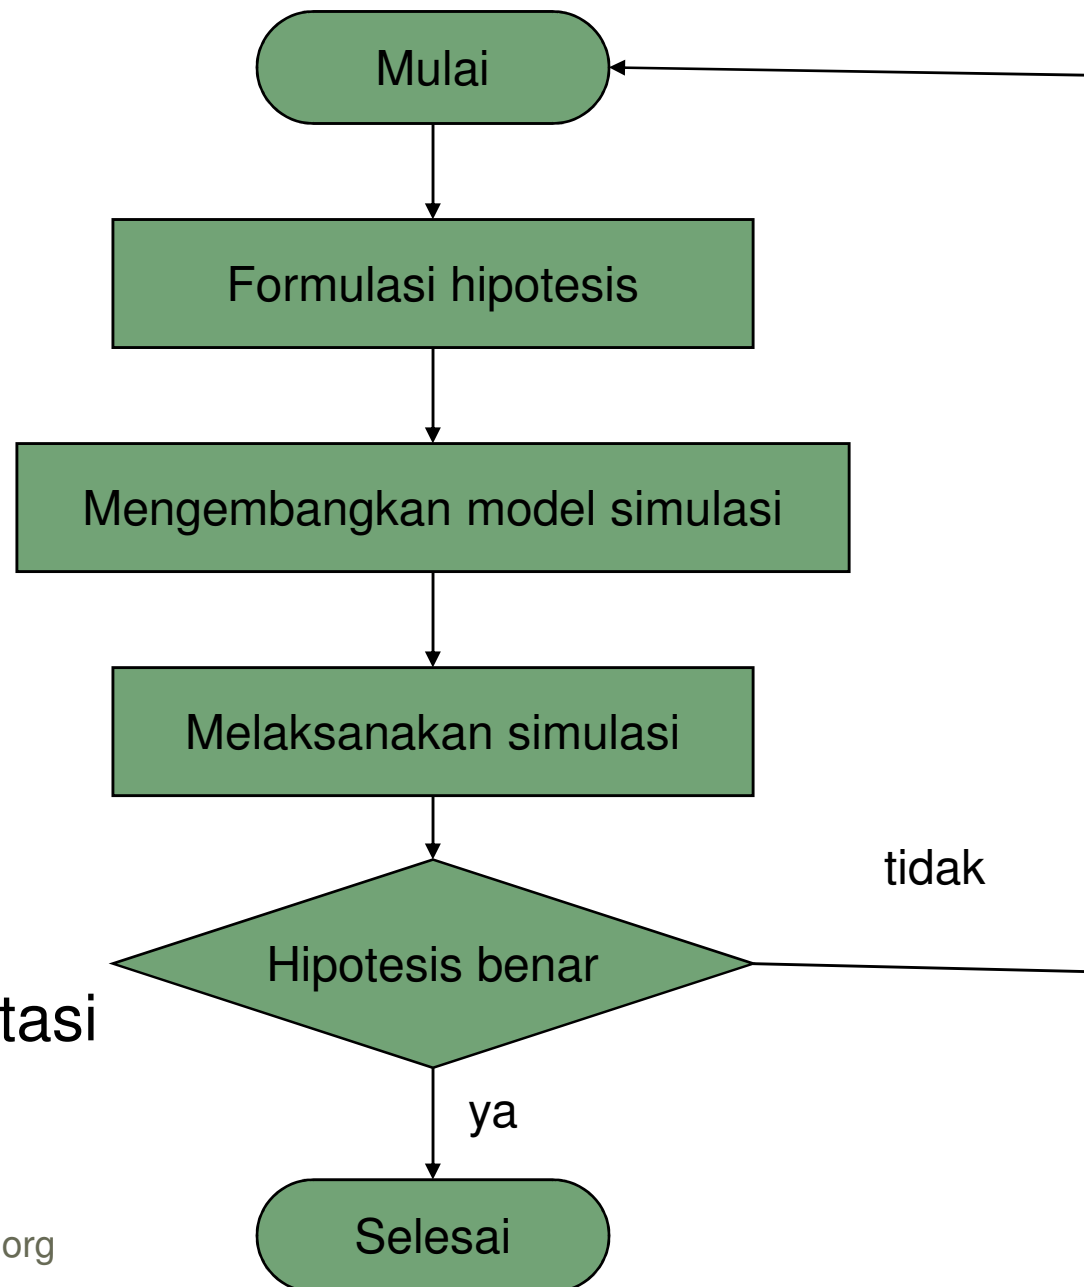 Mulai
Formulasi hipotesis
Mengembangkan model simulasi
Melaksanakan simulasi
tidak
Hipotesis benar
tasi
ya
Selesai
org